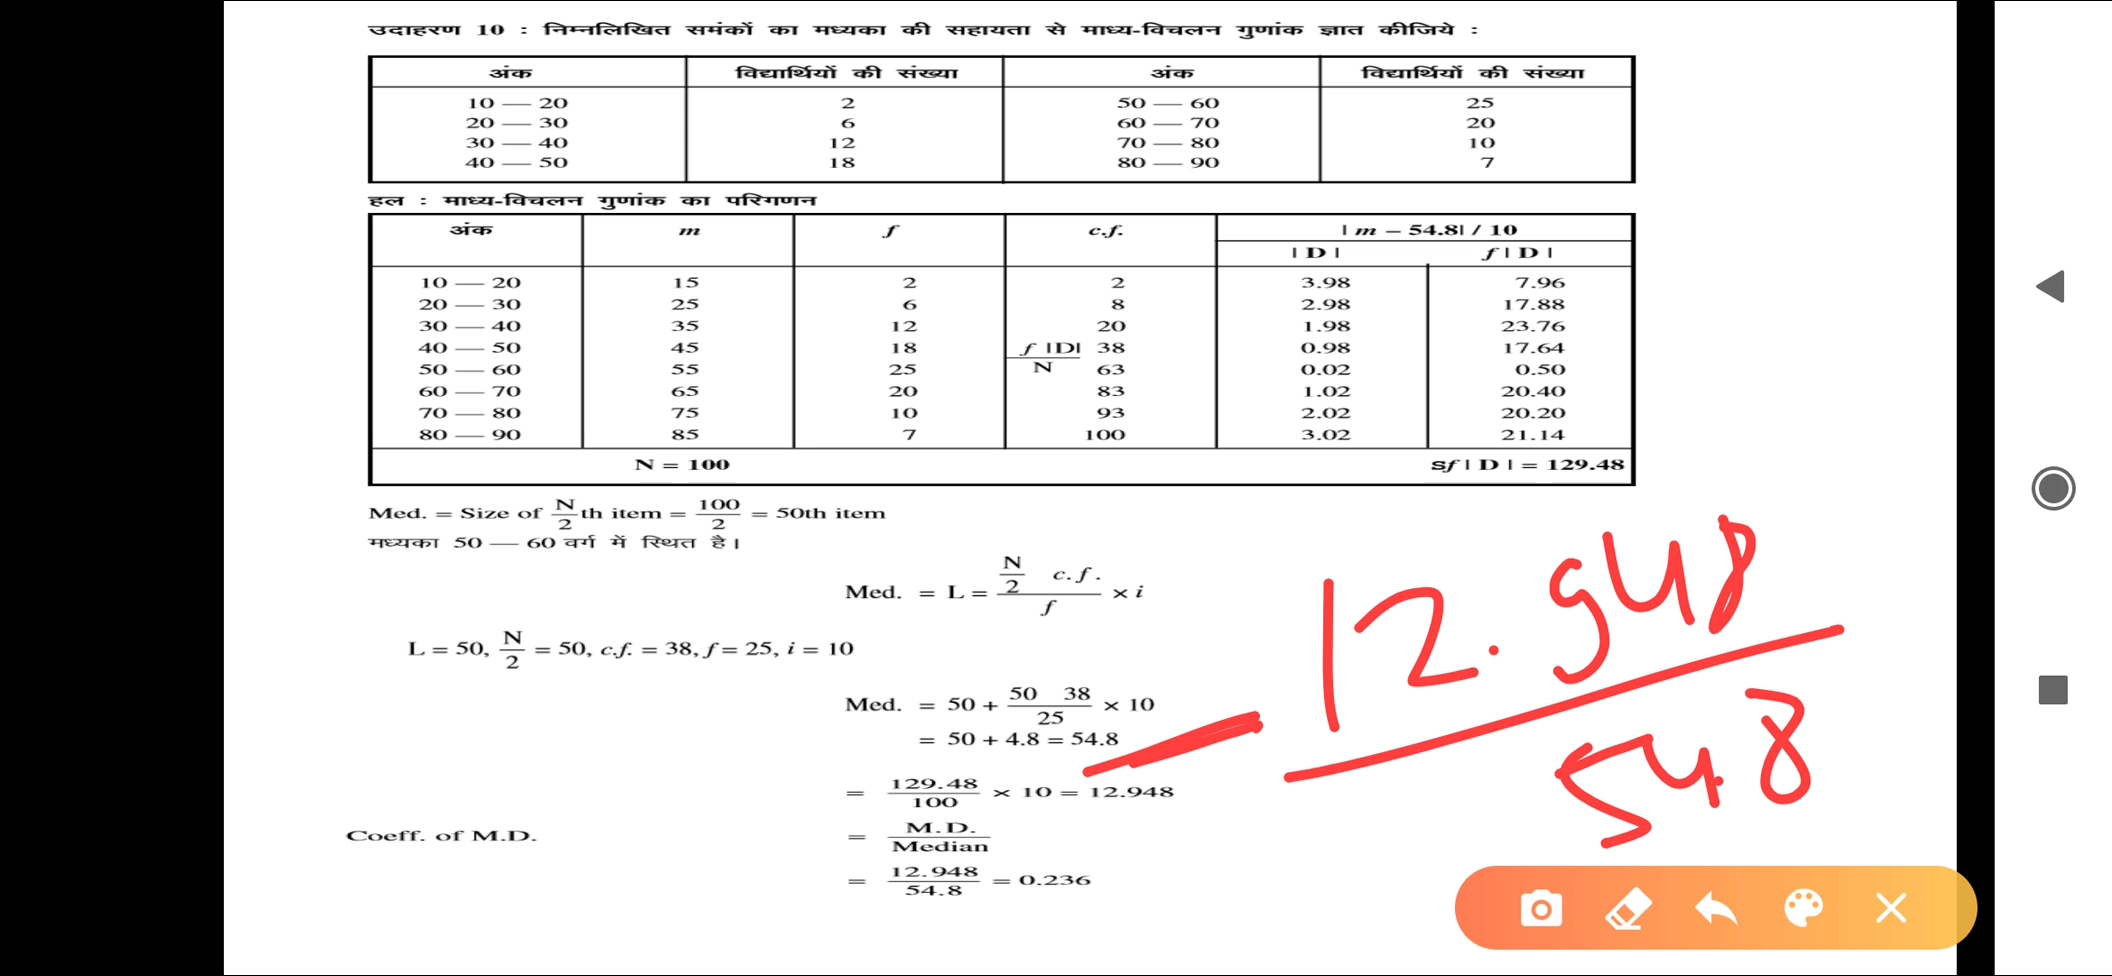 उदाहरण 10 : निम्नलिखित समंकों का मध्यका की सहायता से माध्य-विचलन गुणांक ज्ञात कीजिये :
अंक विद्यार्थियों की संख्या अंक विद्यार्थियों की संख्या
10 — 20 2 50 — 60 25
20 — 30 6 60 — 70 20
30 — 40 12 70 — 80 10
40 — 50 18 80 — 90 7
हल : माध्य-विचलन गुणांक का परिगणन
अंक m f c.f. | m – 54.8| / 10
| D | f | D |
10 — 20 15 2 2 3.98 7.96
20 — 30 25 6 8 2.98 17.88
30 — 40 35 12 20 1.98 23.76
40 — 50 45 18 f |D| 38 0.98 17.64
50 — 60 55 25 N 63 0.02 0.50
60 — 70 65 20 83 1.02 20.40
70 — 80 75 10 93 2.02 20.20
80 — 90 85 7 100 3.02 21.14
N = 100 Sf | D | = 129.48
Med. = Size of N/2 th item = 100/2 = 50th item
मध्यका 50 — 60 वर्ग में स्थित है।
Med. = L = N/2 c.f. / f × i
L = 50, N/2 = 50, c.f. = 38, f = 25, i = 10
Med. = 50 + 50 38 / 25 × 10
= 50 + 4.8 = 54.8
= 129.48/100 × 10 = 12.948
Coeff. of M.D. = M.D./Median
= 12.948/54.8 = 0.236
12.948
54.8